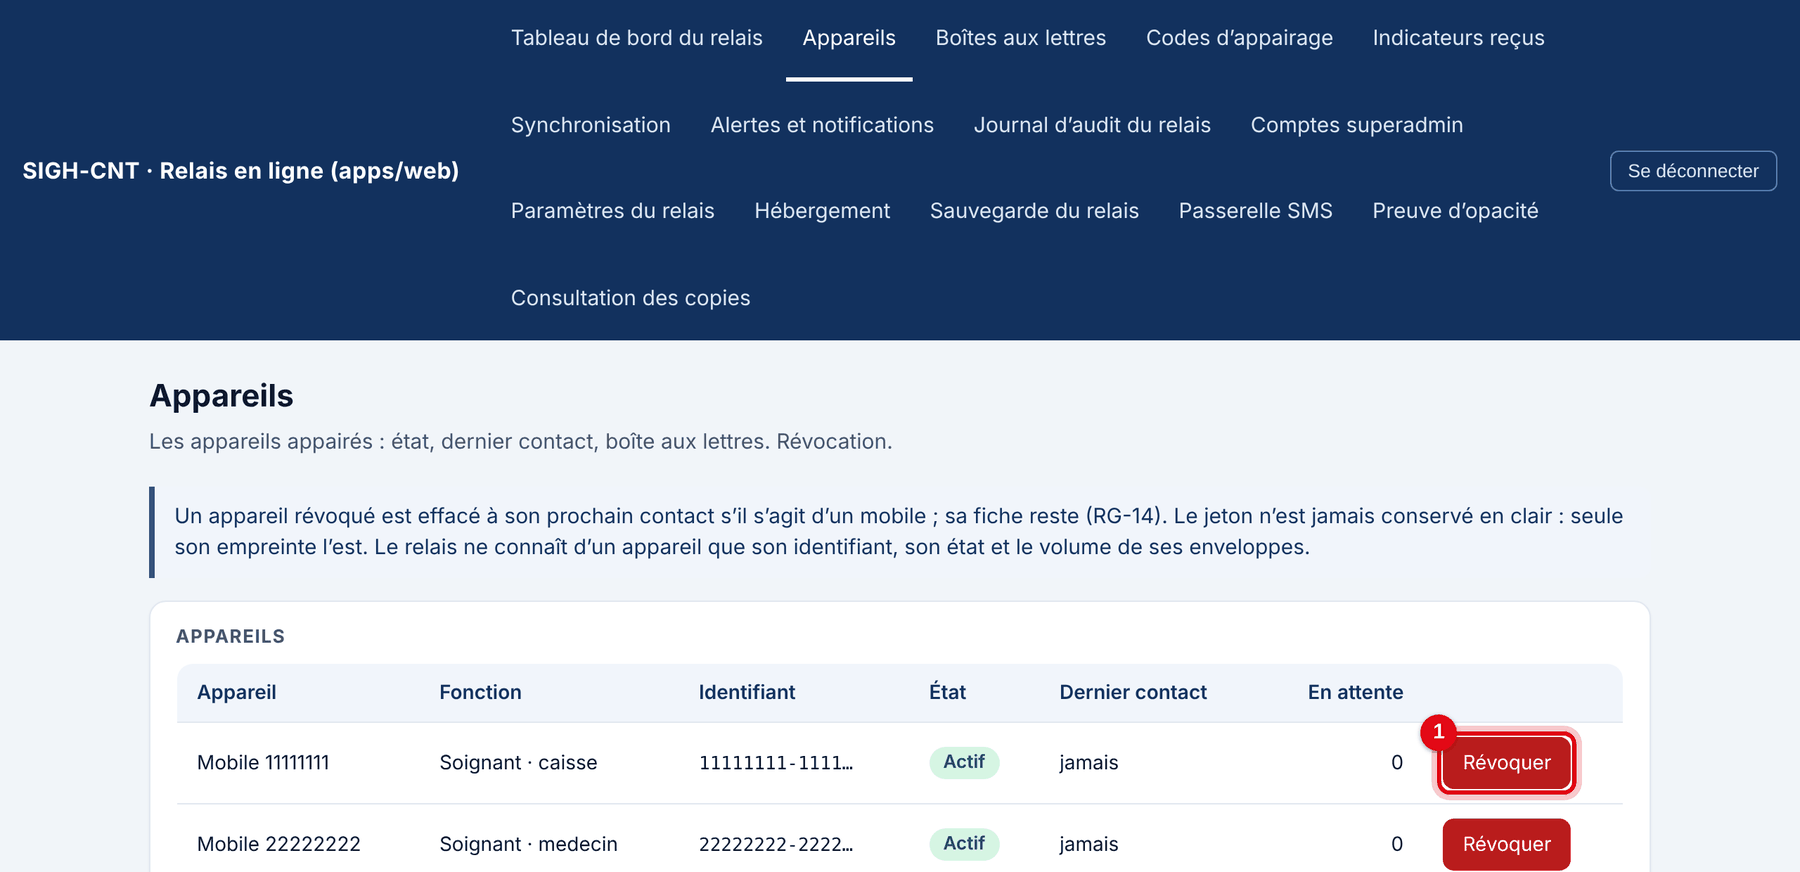 Tableau de bord du relais Appareils Boîtes aux lettres Codes d’appairage Indicateurs reçus
Synchronisation Alertes et notifications Journal d’audit du relais Comptes superadmin
SIGH-CNT · Relais en ligne (apps/web)
Se déconnecter
Paramètres du relais Hébergement Sauvegarde du relais Passerelle SMS Preuve d’opacité
Consultation des copies
Appareils
Les appareils appairés : état, dernier contact, boîte aux lettres. Révocation.
Un appareil révoqué est effacé à son prochain contact s’il s’agit d’un mobile ; sa fiche reste (RG-14). Le jeton n’est jamais conservé en clair : seule
son empreinte l’est. Le relais ne connaît d’un appareil que son identifiant, son état et le volume de ses enveloppes.
APPAREILS
Appareil Fonction Identifiant État Dernier contact En attente
1
Mobile 11111111 Soignant · caisse 11111111-1111… Actif jamais 0 Révoquer
Mobile 22222222 Soignant · medecin 22222222-2222… Actif jamais 0 Révoquer